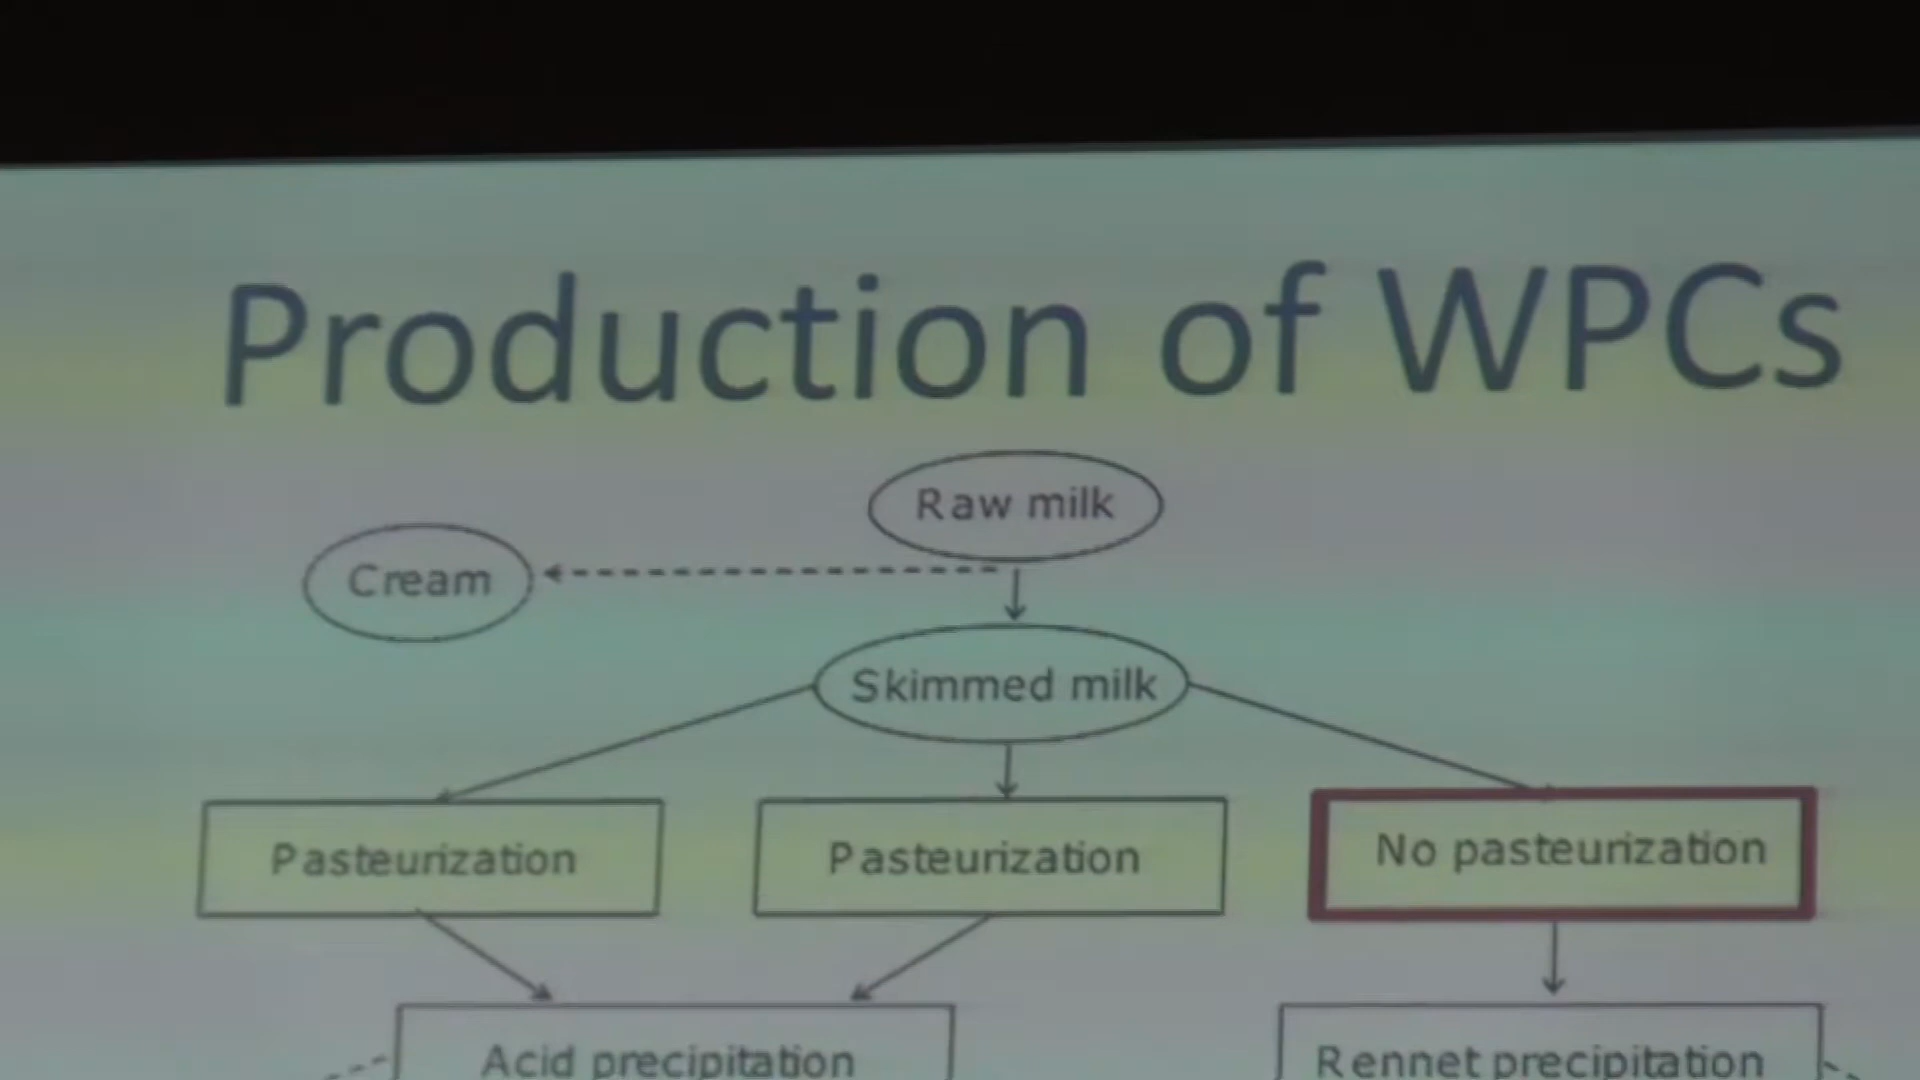 Production of WPCs
Raw milk
Cream
Skimmed milk
Pasteurization
Pasteurization
No pasteurization
Acid precipitation
Rennet precipitation